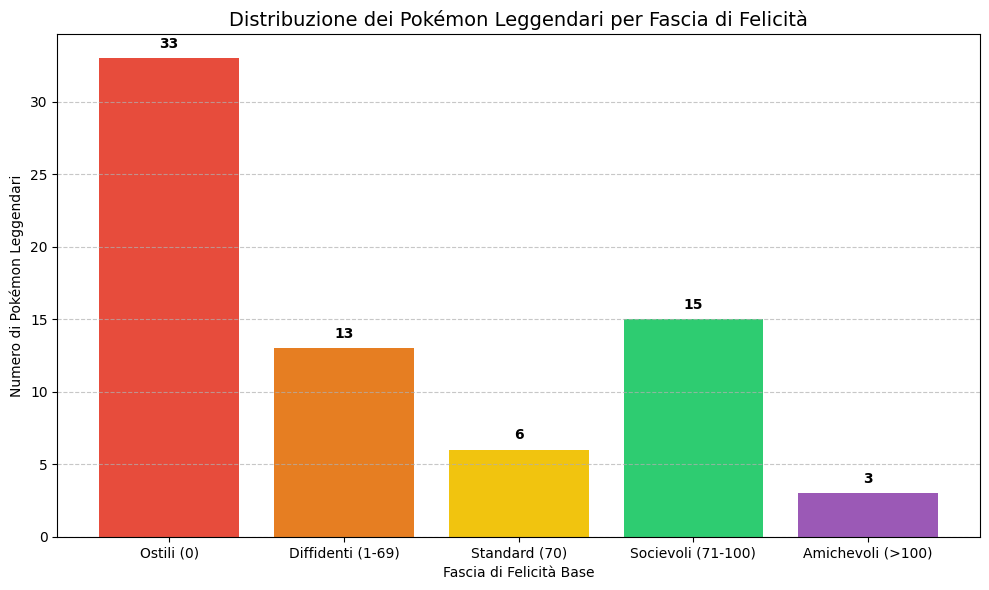 Distribuzione dei Pokémon Leggendari per Fascia di Felicità
Numero di Pokémon Leggendari
30
25
20
15
10
5
0
33
13
6
15
3
Ostili (0)
Diffidenti (1-69)
Standard (70)
Socievoli (71-100)
Amichevoli (>100)
Fascia di Felicità Base